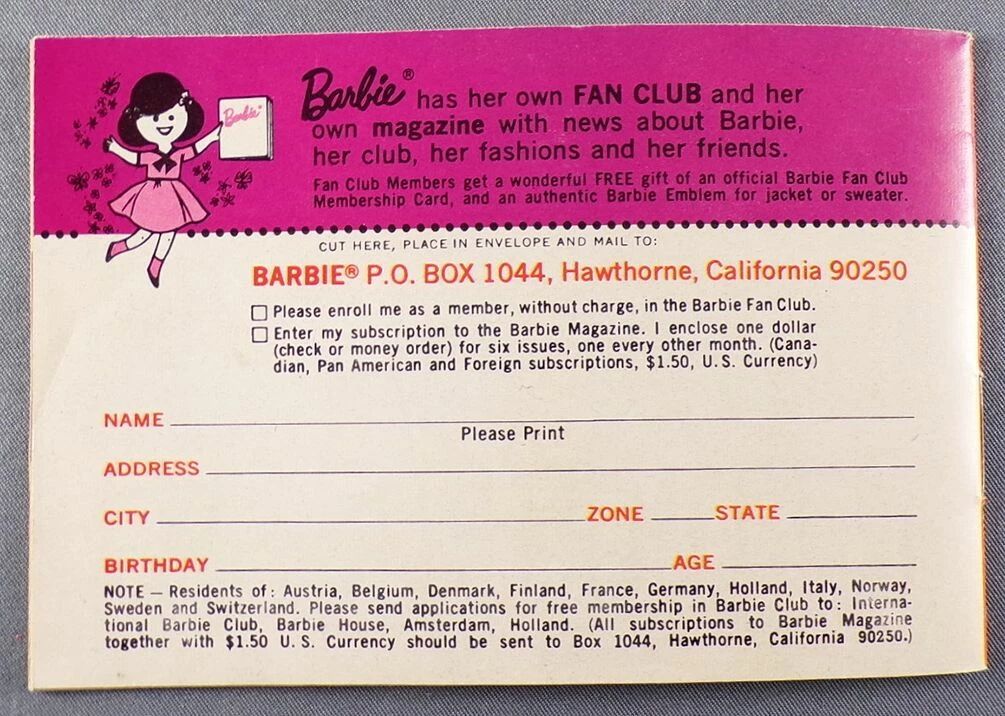 Barbie® has her own FAN CLUB and her
own magazine with news about Barbie,
her club, her fashions and her friends.
Fan Club Members get a wonderful FREE gift of an official Barbie Fan Club
Membership Card, and an authentic Barbie Emblem for jacket or sweater.
Barbie
CUT HERE, PLACE IN ENVELOPE AND MAIL TO:
BARBIE® P.O. BOX 1044, Hawthorne, California 90250
Please enroll me as a member, without charge, in the Barbie Fan Club.
Enter my subscription to the Barbie Magazine. I enclose one dollar
(check or money order) for six issues, one every other month. (Cana-
dian, Pan American and Foreign subscriptions, $1.50, U.S. Currency)
NAME
Please Print
ADDRESS
CITY ZONE STATE
BIRTHDAY AGE
NOTE — Residents of: Austria, Belgium, Denmark, Finland, France, Germany, Holland, Italy, Norway,
Sweden and Switzerland. Please send applications for free membership in Barbie Club to: Interna-
tional Barbie Club, Barbie House, Amsterdam, Holland. (All subscriptions to Barbie Magazine
together with $1.50 U.S. Currency should be sent to Box 1044, Hawthorne, California 90250.)